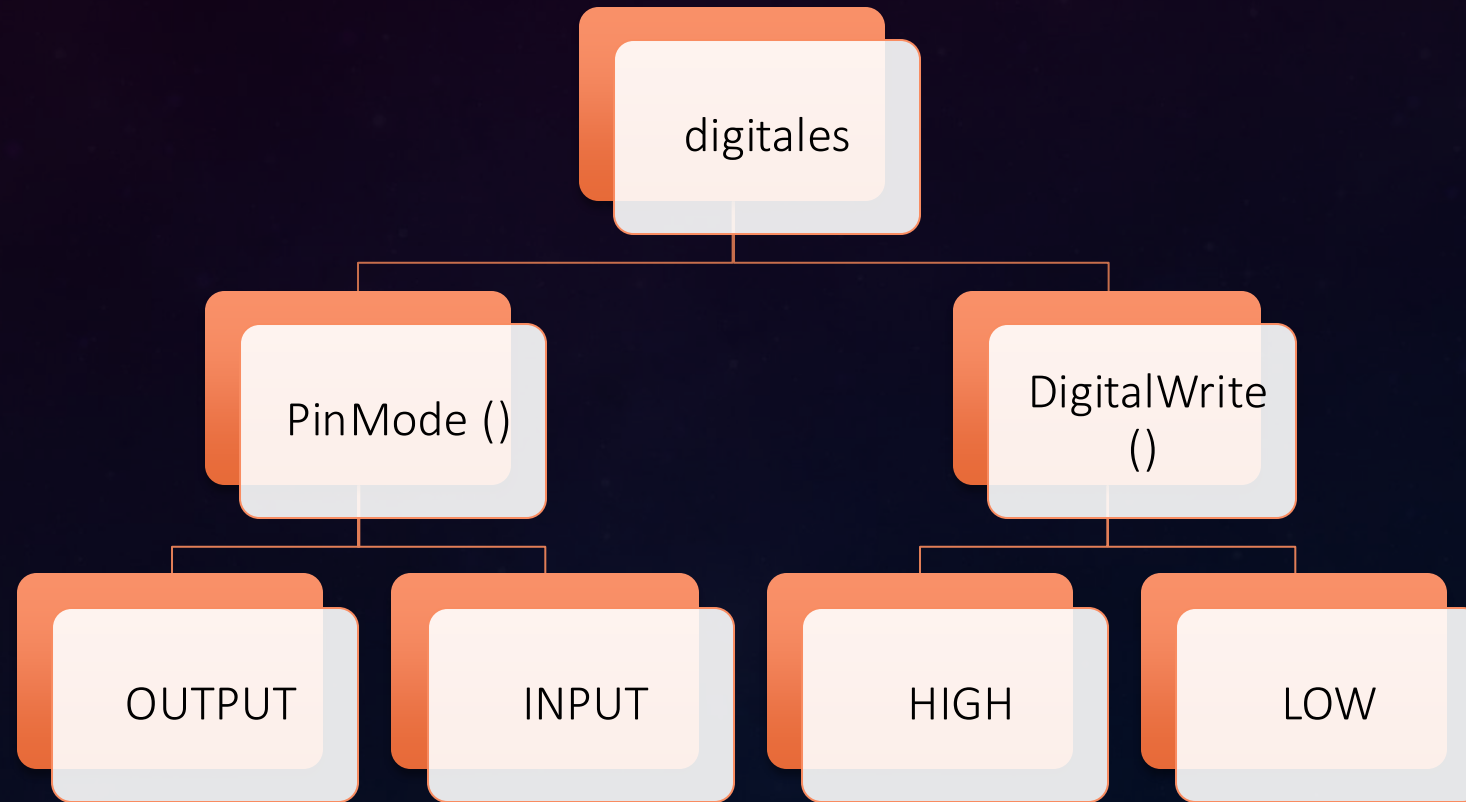 digitales
PinMode ()
DigitalWrite
()
OUTPUT
INPUT
HIGH
LOW